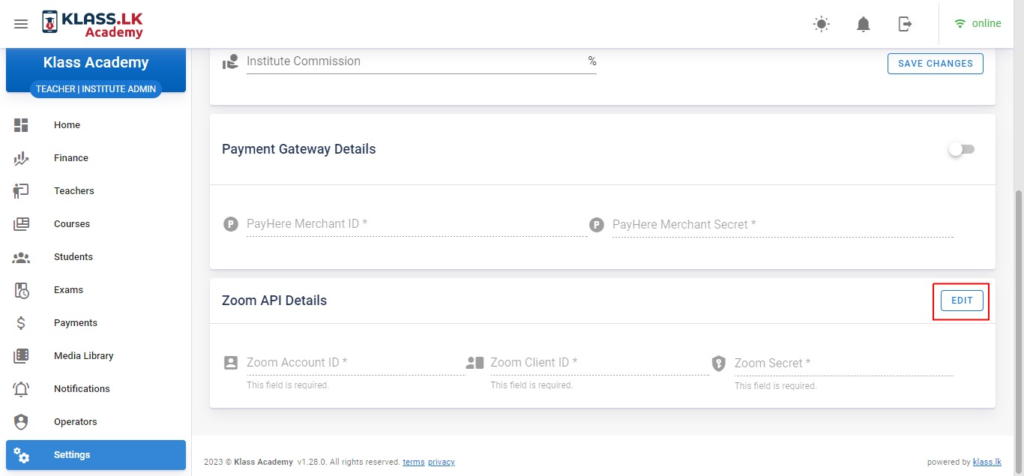 KLASS.LK
Academy
online
Klass Academy
TEACHER | INSTITUTE ADMIN
Home
Finance
Teachers
Courses
Students
Exams
Payments
Media Library
Notifications
Operators
Settings
Institute Commission %
SAVE CHANGES
Payment Gateway Details
PayHere Merchant ID * PayHere Merchant Secret *
Zoom API Details
EDIT
Zoom Account ID * Zoom Client ID * Zoom Secret *
This field is required. This field is required. This field is required.
2023 © Klass Academy v1.28.0. All rights reserved. terms privacy
powered by klass.lk